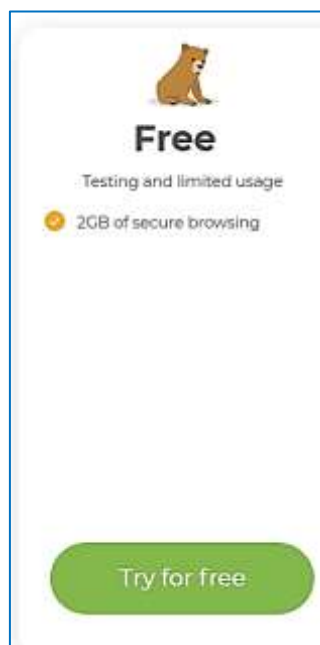 Free
Testing and limited usage
2GB of secure browsing
Try for free